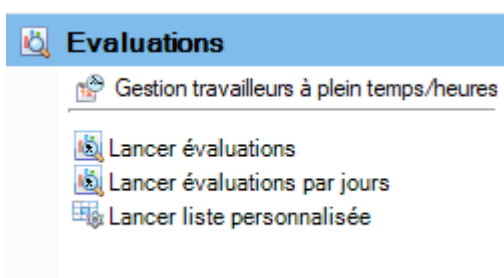 Evaluations
Gestion travailleurs à plein temps/heures
Lancer évaluations
Lancer évaluations par jours
Lancer liste personnalisée